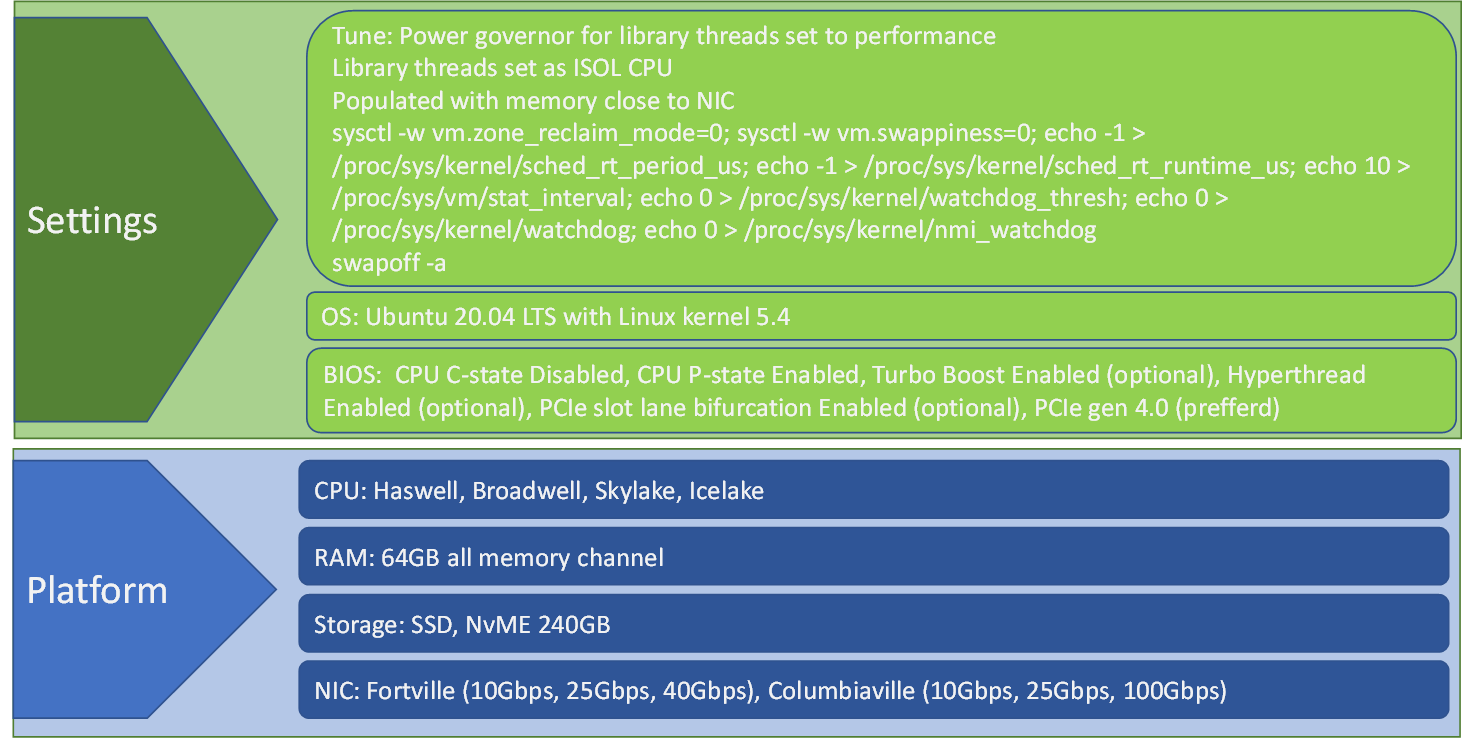 Settings
Tune: Power governor for library threads set to performance
Library threads set as ISOL CPU
Populated with memory close to NIC
sysctl -w vm.zone_reclaim_mode=0; sysctl -w vm.swappiness=0; echo -1 >
/proc/sys/kernel/sched_rt_period_us; echo -1 > /proc/sys/kernel/sched_rt_runtime_us; echo 10 >
/proc/sys/vm/stat_interval; echo 0 > /proc/sys/kernel/watchdog_thresh; echo 0 >
/proc/sys/kernel/watchdog; echo 0 > /proc/sys/kernel/nmi_watchdog
swapoff -a
OS: Ubuntu 20.04 LTS with Linux kernel 5.4
BIOS:  CPU C-state Disabled, CPU P-state Enabled, Turbo Boost Enabled (optional), Hyperthread
Enabled (optional), PCIe slot lane bifurcation Enabled (optional), PCIe gen 4.0 (prefferd)
Platform
CPU: Haswell, Broadwell, Skylake, Icelake
RAM: 64GB all memory channel
Storage: SSD, NvME 240GB
NIC: Fortville (10Gbps, 25Gbps, 40Gbps), Columbiaville (10Gbps, 25Gbps, 100Gbps)